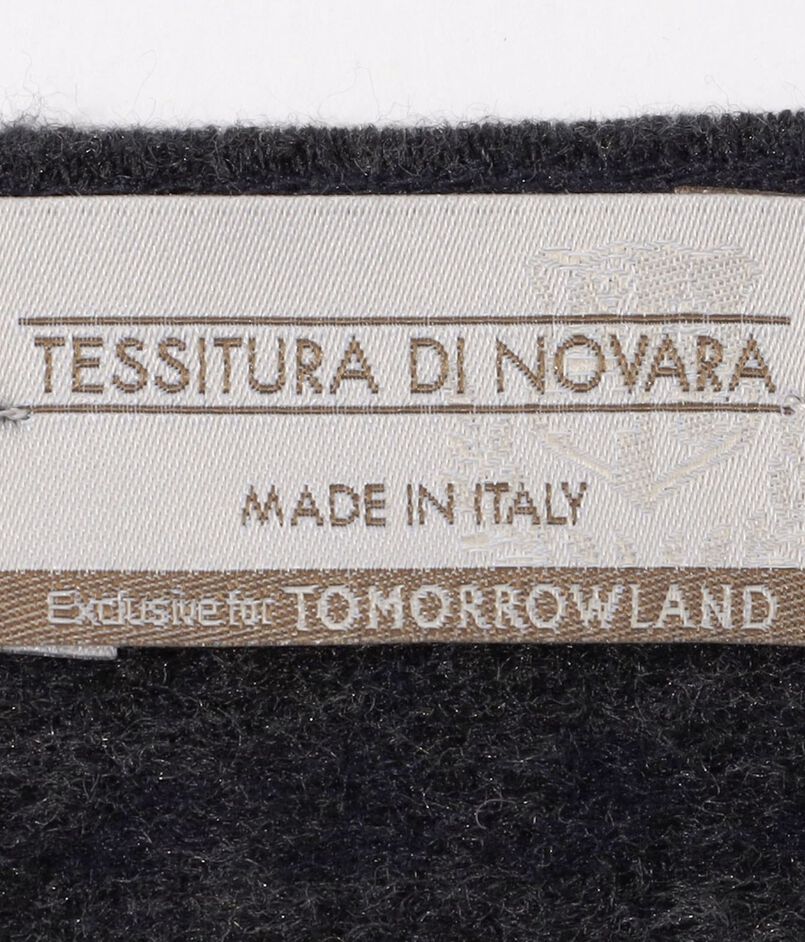 TESSITURA DI NOVARA
MADE IN ITALY
Exclusive for TOMORROWLAND